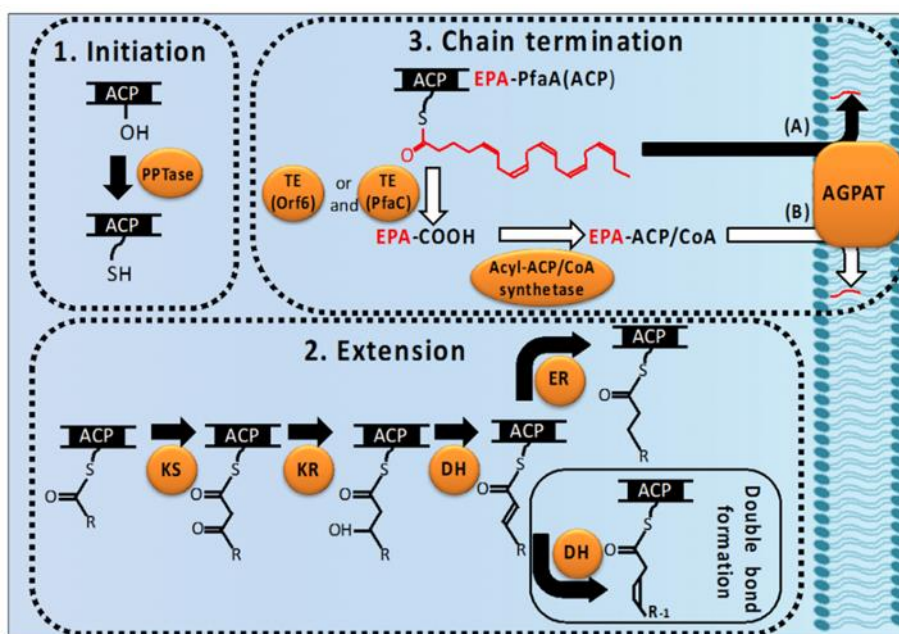 1. Initiation
ACP
OH
PPTase
ACP
SH
3. Chain termination
ACP
EPA-PfaA(ACP)
S
O
(A)
TE
(Orf6)
or
and
TE
(PfaC)
EPA-COOH
EPA-ACP/CoA
(B)
AGPAT
Acyl-ACP/CoA
synthetase
2. Extension
ACP
S
O
R
KS
ACP
S
O
O
R
KR
ACP
S
O
OH
R
DH
ACP
S
O
R
ER
ACP
S
O
R
DH
ACP
S
O
R-1
Double bond
formation